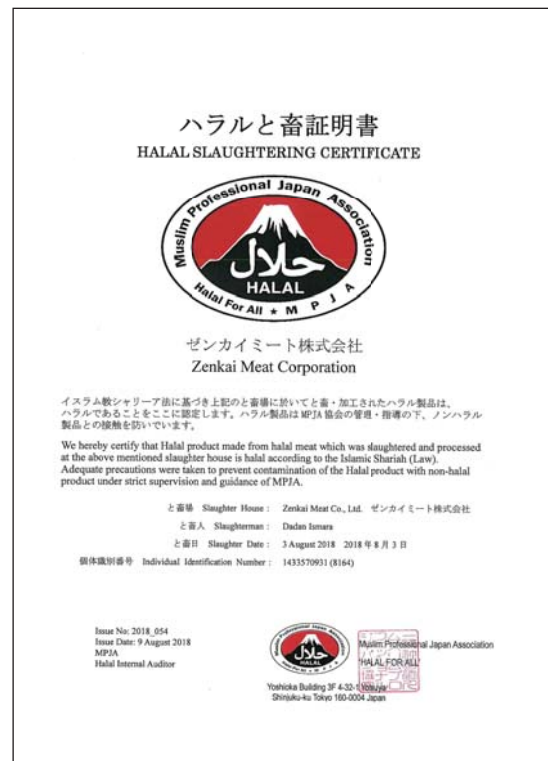 ハラルと畜証明書
HALAL SLAUGHTERING CERTIFICATE
Muslim Professional Japan Association
حلال
HALAL
Halal For All ★ M P J A
ゼンカイミート株式会社
Zenkai Meat Corporation
イスラム教シャリーア法に基づき上記のと畜場に於いてと畜・加工されたハラル製品は、
ハラルであることをここに認定します。ハラル製品は MPJA 協会の管理・指導の下、ノンハラル
製品との接触を防いでいます。
We hereby certify that Halal product made from halal meat which was slaughtered and processed
at the above mentioned slaughter house is halal according to the Islamic Shariah (Law).
Adequate precautions were taken to prevent contamination of the Halal product with non-halal
product under strict supervision and guidance of MPJA.
と畜場 Slaughter House : Zenkai Meat Co., Ltd. ゼンカイミート株式会社
と畜人 Slaughterman : Dadan Ismara
と畜日 Slaughter Date : 3 August 2018 2018 年 8 月 3 日
個体識別番号 Individual Identification Number : 1433570931 (8164)
Issue No: 2018_054
Issue Date: 9 August 2018
MPJA
Halal Internal Auditor
Muslim Professional Japan Association
حلال
HALAL
Halal For All ★ M P J A
Muslim Professional Japan Association
'HALAL FOR ALL'
Yoshioka Building 3F 4-32-1 Yotsuya
Shinjuku-ku Tokyo 160-0004 Japan